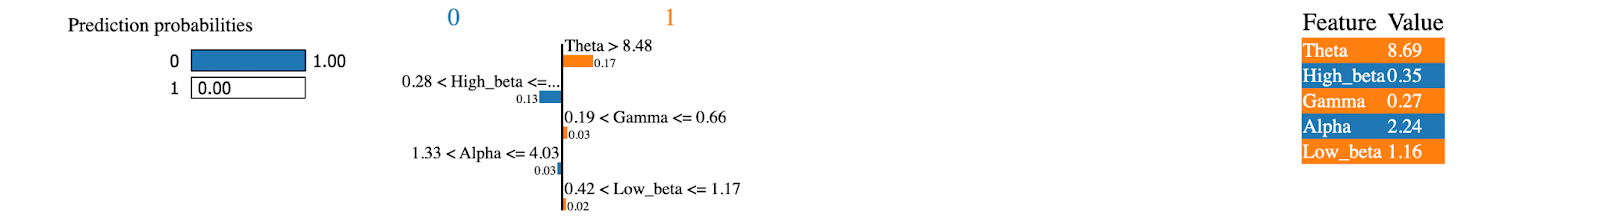 Prediction probabilities
0 1.00
1 0.00
0 1
Theta > 8.48
0.17
0.28 < High_beta <=...
0.13
0.19 < Gamma <= 0.66
0.03
1.33 < Alpha <= 4.03
0.03
0.42 < Low_beta <= 1.17
0.02
Feature Value
Theta 8.69
High_beta 0.35
Gamma 0.27
Alpha 2.24
Low_beta 1.16